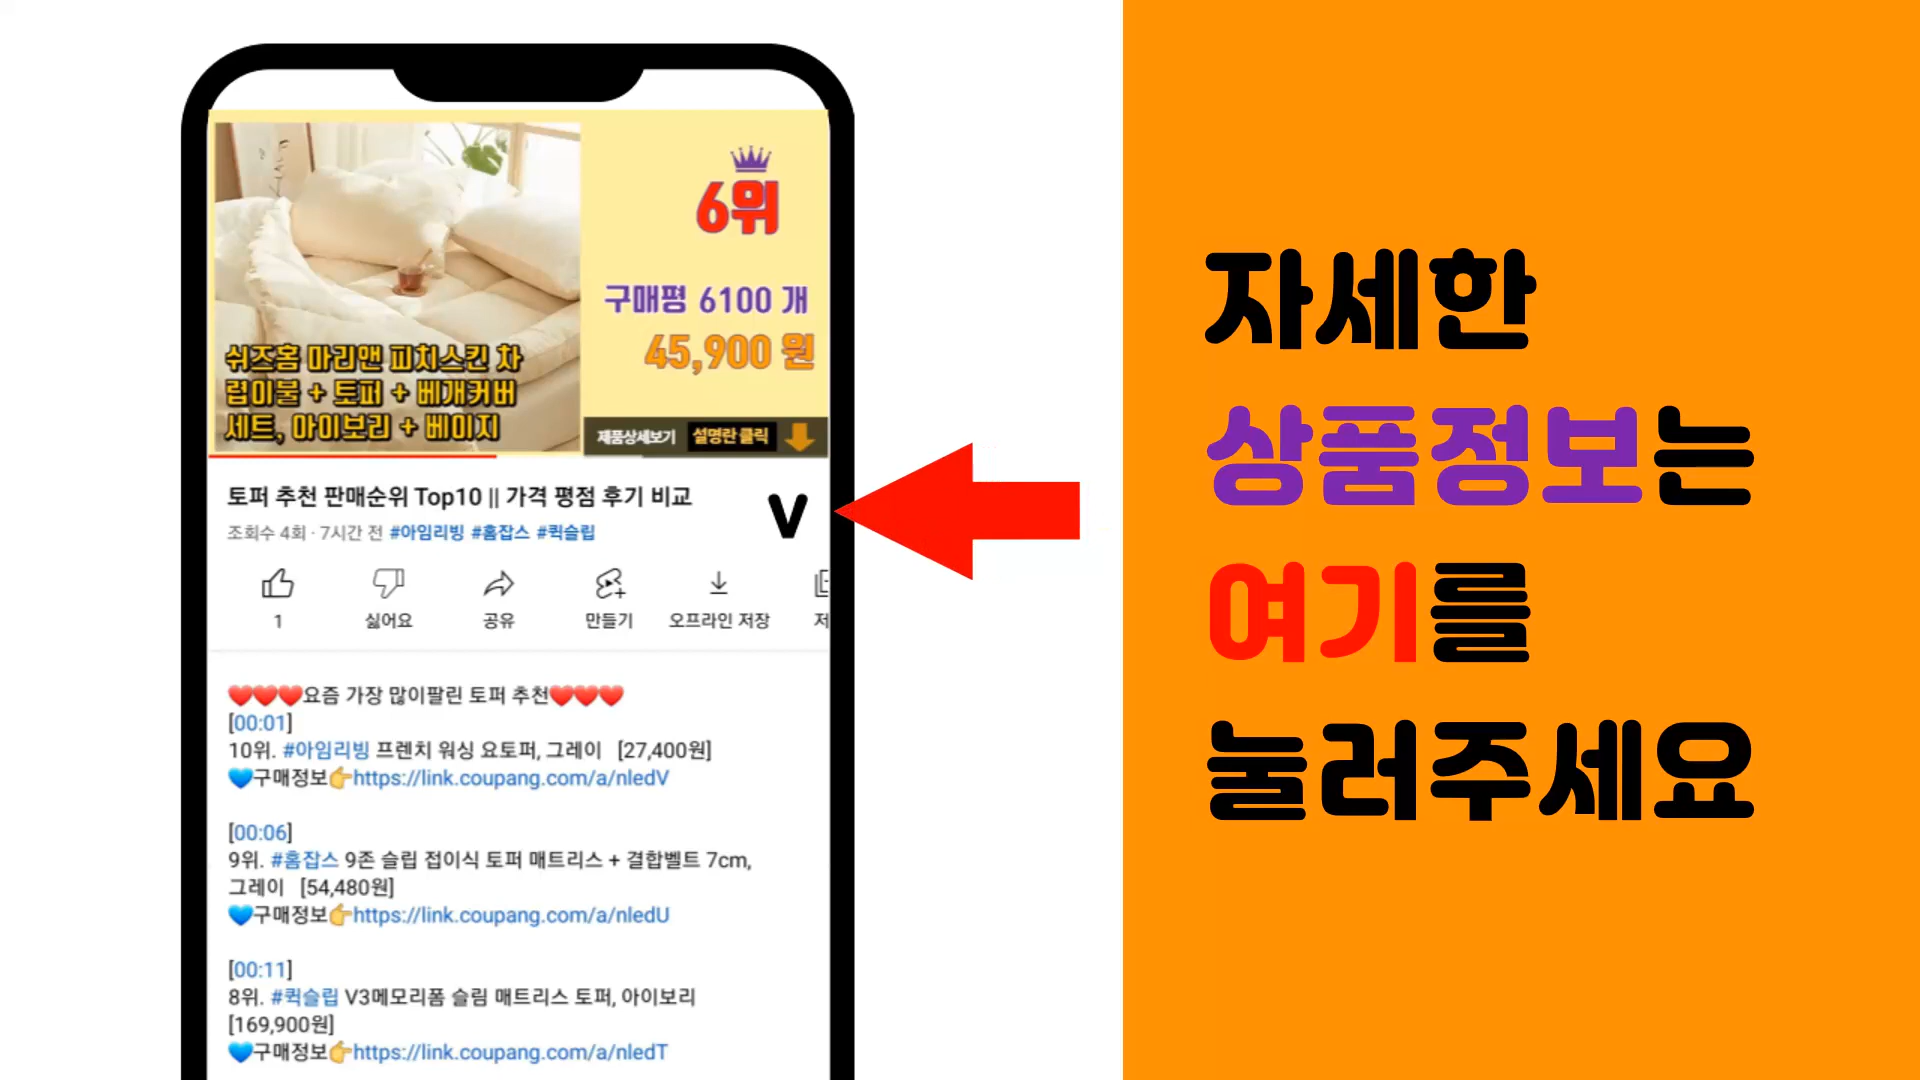 6위
구매평 6100 개
45,900 원
쉬즈홈 마리앤 피치스킨 차
렵이불 + 토퍼 + 베개커버
세트, 아이보리 + 베이지
제품상세보기 설명란 클릭
토퍼 추천 판매순위 Top10 || 가격 평점 후기 비교
V
조회수 4회 · 7시간 전 #아임리빙 #홈잡스 #퀵슬립
1 싫어요 공유 만들기 오프라인 저장 저
❤❤❤요즘 가장 많이팔린 토퍼 추천❤❤❤
[00:01]
10위. #아임리빙 프렌치 워싱 요토퍼, 그레이 [27,400원]
💙구매정보👉https://link.coupang.com/a/nledV
[00:06]
9위. #홈잡스 9존 슬립 접이식 토퍼 매트리스 + 결합벨트 7cm,
그레이 [54,480원]
💙구매정보👉https://link.coupang.com/a/nledU
[00:11]
8위. #퀵슬립 V3메모리폼 슬림 매트리스 토퍼, 아이보리
[169,900원]
💙구매정보👉https://link.coupang.com/a/nledT
자세한
상품정보는
여기를
눌러주세요